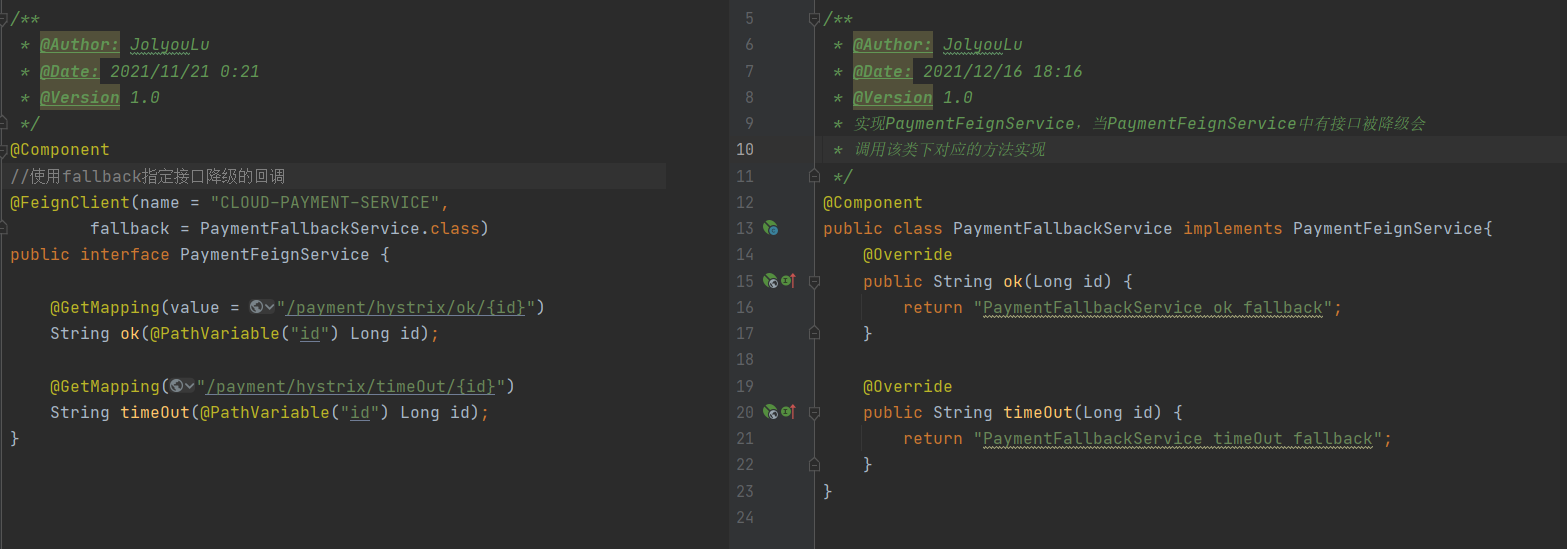 /**
 * @Author: JolyouLu
 * @Date: 2021/11/21 0:21
 * @Version 1.0
 */
@Component
//使用fallback指定接口降级的回调
@FeignClient(name = "CLOUD-PAYMENT-SERVICE",
        fallback = PaymentFallbackService.class)
public interface PaymentFeignService {

    @GetMapping(value = "/payment/hystrix/ok/{id}")
    String ok(@PathVariable("id") Long id);

    @GetMapping("/payment/hystrix/timeOut/{id}")
    String timeOut(@PathVariable("id") Long id);
}
5 /**
6  * @Author: JolyouLu
7  * @Date: 2021/12/16 18:16
8  * @Version 1.0
9  * 实现PaymentFeignService，当PaymentFeignService中有接口被降级会
10  * 调用该类下对应的方法实现
11  */
12 @Component
13 public class PaymentFallbackService implements PaymentFeignService{
14     @Override
15     public String ok(Long id) {
16         return "PaymentFallbackService ok fallback";
17     }
18
19     @Override
20     public String timeOut(Long id) {
21         return "PaymentFallbackService timeOut fallback";
22     }
23 }
24